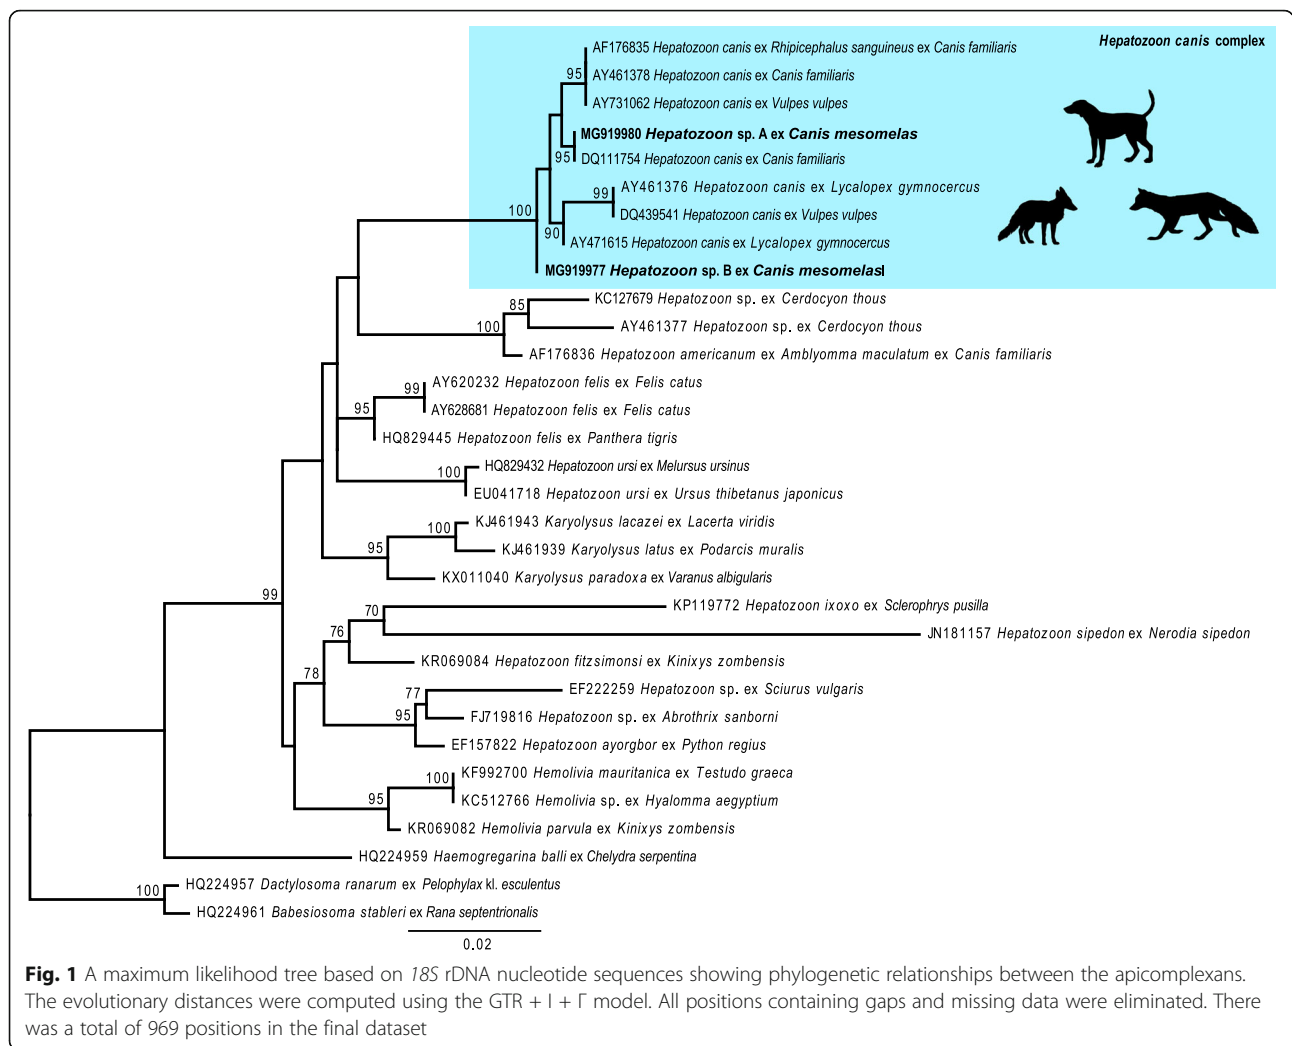 Hepatozoon canis complex
AF176835 Hepatozoon canis ex Rhipicephalus sanguineus ex Canis familiaris
95
AY461378 Hepatozoon canis ex Canis familiaris
AY731062 Hepatozoon canis ex Vulpes vulpes
MG919980 Hepatozoon sp. A ex Canis mesomelas
95
DQ111754 Hepatozoon canis ex Canis familiaris
99
AY461376 Hepatozoon canis ex Lycalopex gymnocercus
100
DQ439541 Hepatozoon canis ex Vulpes vulpes
90
AY471615 Hepatozoon canis ex Lycalopex gymnocercus
MG919977 Hepatozoon sp. B ex Canis mesomelasl
85
KC127679 Hepatozoon sp. ex Cerdocyon thous
100
AY461377 Hepatozoon sp. ex Cerdocyon thous
AF176836 Hepatozoon americanum ex Amblyomma maculatum ex Canis familiaris
99
AY620232 Hepatozoon felis ex Felis catus
95
AY628681 Hepatozoon felis ex Felis catus
HQ829445 Hepatozoon felis ex Panthera tigris
100
HQ829432 Hepatozoon ursi ex Melursus ursinus
EU041718 Hepatozoon ursi ex Ursus thibetanus japonicus
100
KJ461943 Karyolysus lacazei ex Lacerta viridis
95
KJ461939 Karyolysus latus ex Podarcis muralis
KX011040 Karyolysus paradoxa ex Varanus albigularis
99
70
KP119772 Hepatozoon ixoxo ex Sclerophrys pusilla
76
JN181157 Hepatozoon sipedon ex Nerodia sipedon
KR069084 Hepatozoon fitzsimonsi ex Kinixys zombensis
78
77
EF222259 Hepatozoon sp. ex Sciurus vulgaris
95
FJ719816 Hepatozoon sp. ex Abrothrix sanborni
EF157822 Hepatozoon ayorgbor ex Python regius
100
KF992700 Hemolivia mauritanica ex Testudo graeca
95
KC512766 Hemolivia sp. ex Hyalomma aegyptium
KR069082 Hemolivia parvula ex Kinixys zombensis
HQ224959 Haemogregarina balli ex Chelydra serpentina
100
HQ224957 Dactylosoma ranarum ex Pelophylax kl. esculentus
HQ224961 Babesiosoma stableri ex Rana septentrionalis
0.02
Fig. 1 A maximum likelihood tree based on 18S rDNA nucleotide sequences showing phylogenetic relationships between the apicomplexans.
The evolutionary distances were computed using the GTR + I + Γ model. All positions containing gaps and missing data were eliminated. There
was a total of 969 positions in the final dataset